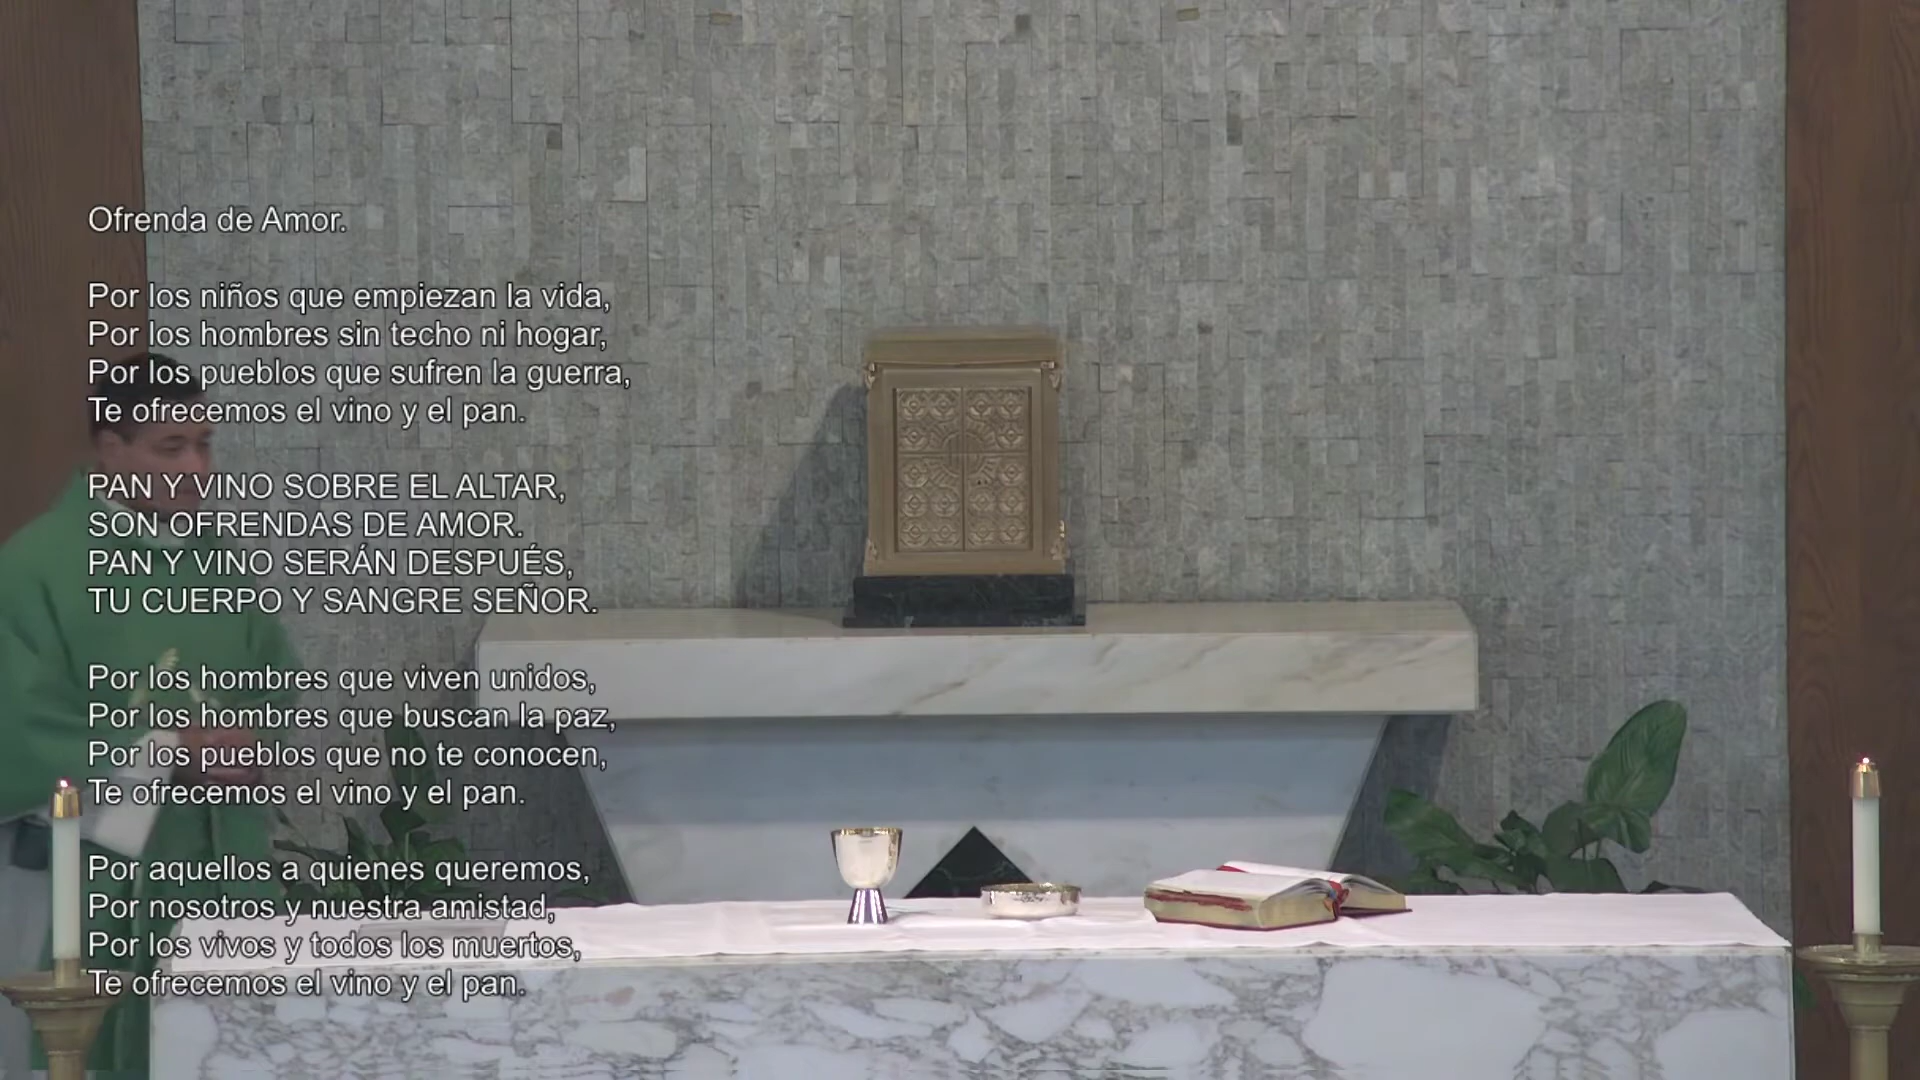 Ofrenda de Amor.
Por los niños que empiezan la vida,
Por los hombres sin techo ni hogar,
Por los pueblos que sufren la guerra,
Te ofrecemos el vino y el pan.
PAN Y VINO SOBRE EL ALTAR,
SON OFRENDAS DE AMOR.
PAN Y VINO SERÁN DESPUÉS,
TU CUERPO Y SANGRE SEÑOR.
Por los hombres que viven unidos,
Por los hombres que buscan la paz,
Por los pueblos que no te conocen,
Te ofrecemos el vino y el pan.
Por aquellos a quienes queremos,
Por nosotros y nuestra amistad,
Por los vivos y todos los muertos,
Te ofrecemos el vino y el pan.